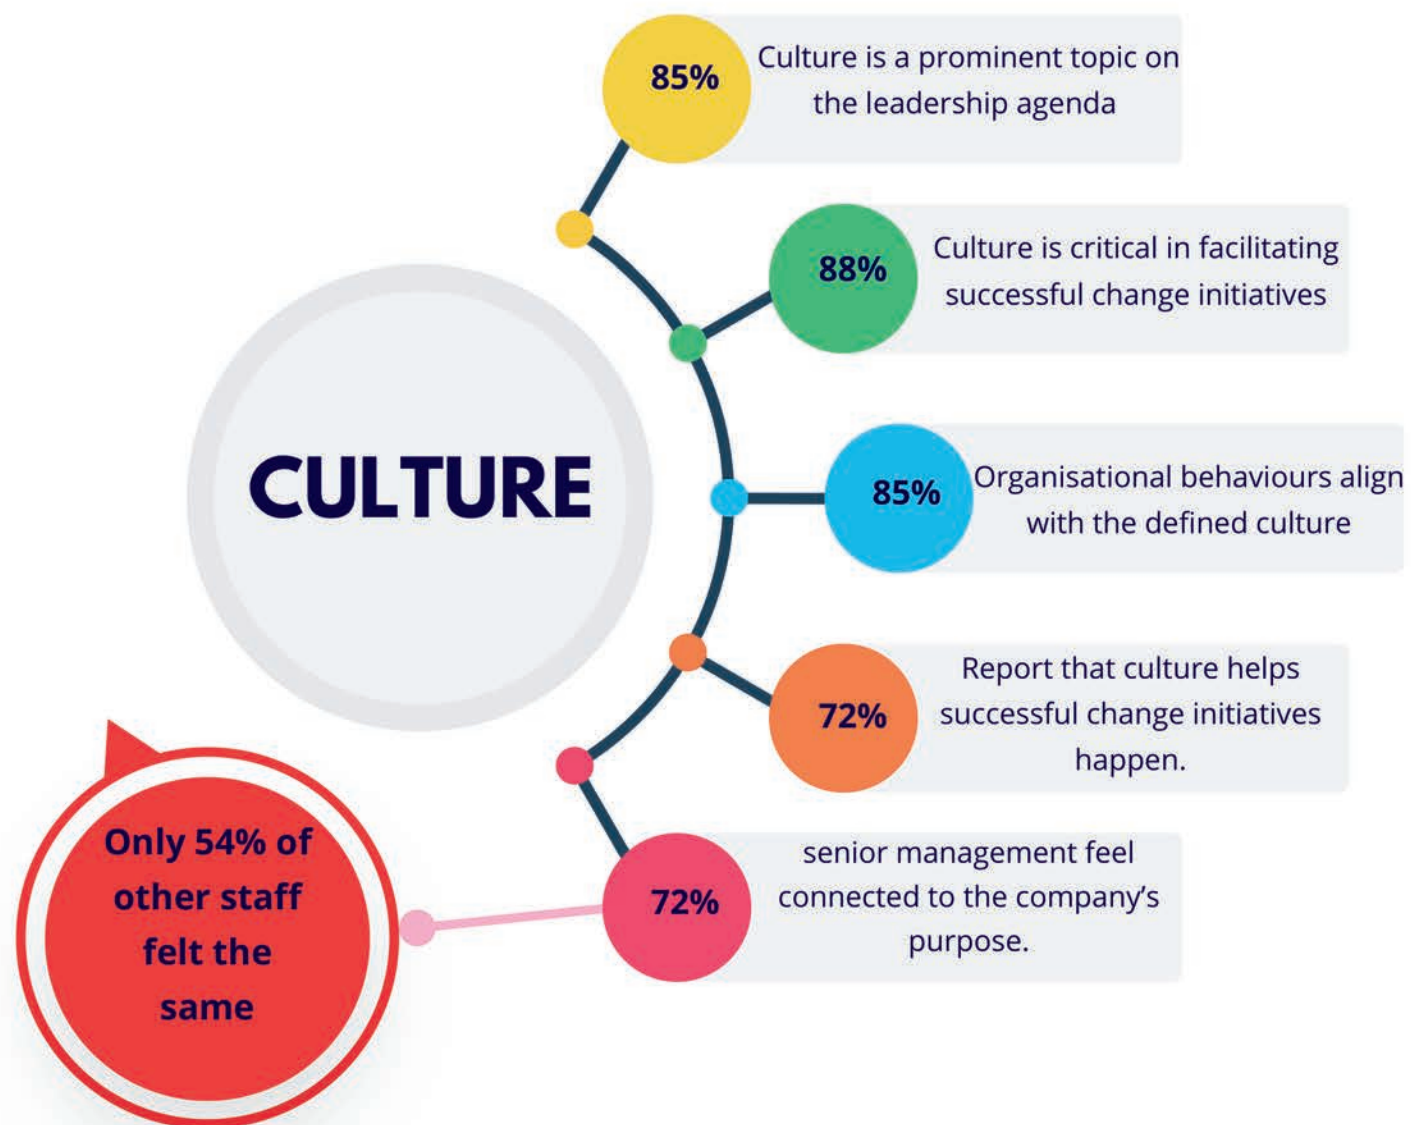 85%
Culture is a prominent topic on
the leadership agenda
88%
Culture is critical in facilitating
successful change initiatives
CULTURE
85%
Organisational behaviours align
with the defined culture
72%
Report that culture helps
successful change initiatives
happen.
72%
senior management feel
connected to the company's
purpose.
Only 54% of
other staff
felt the
same